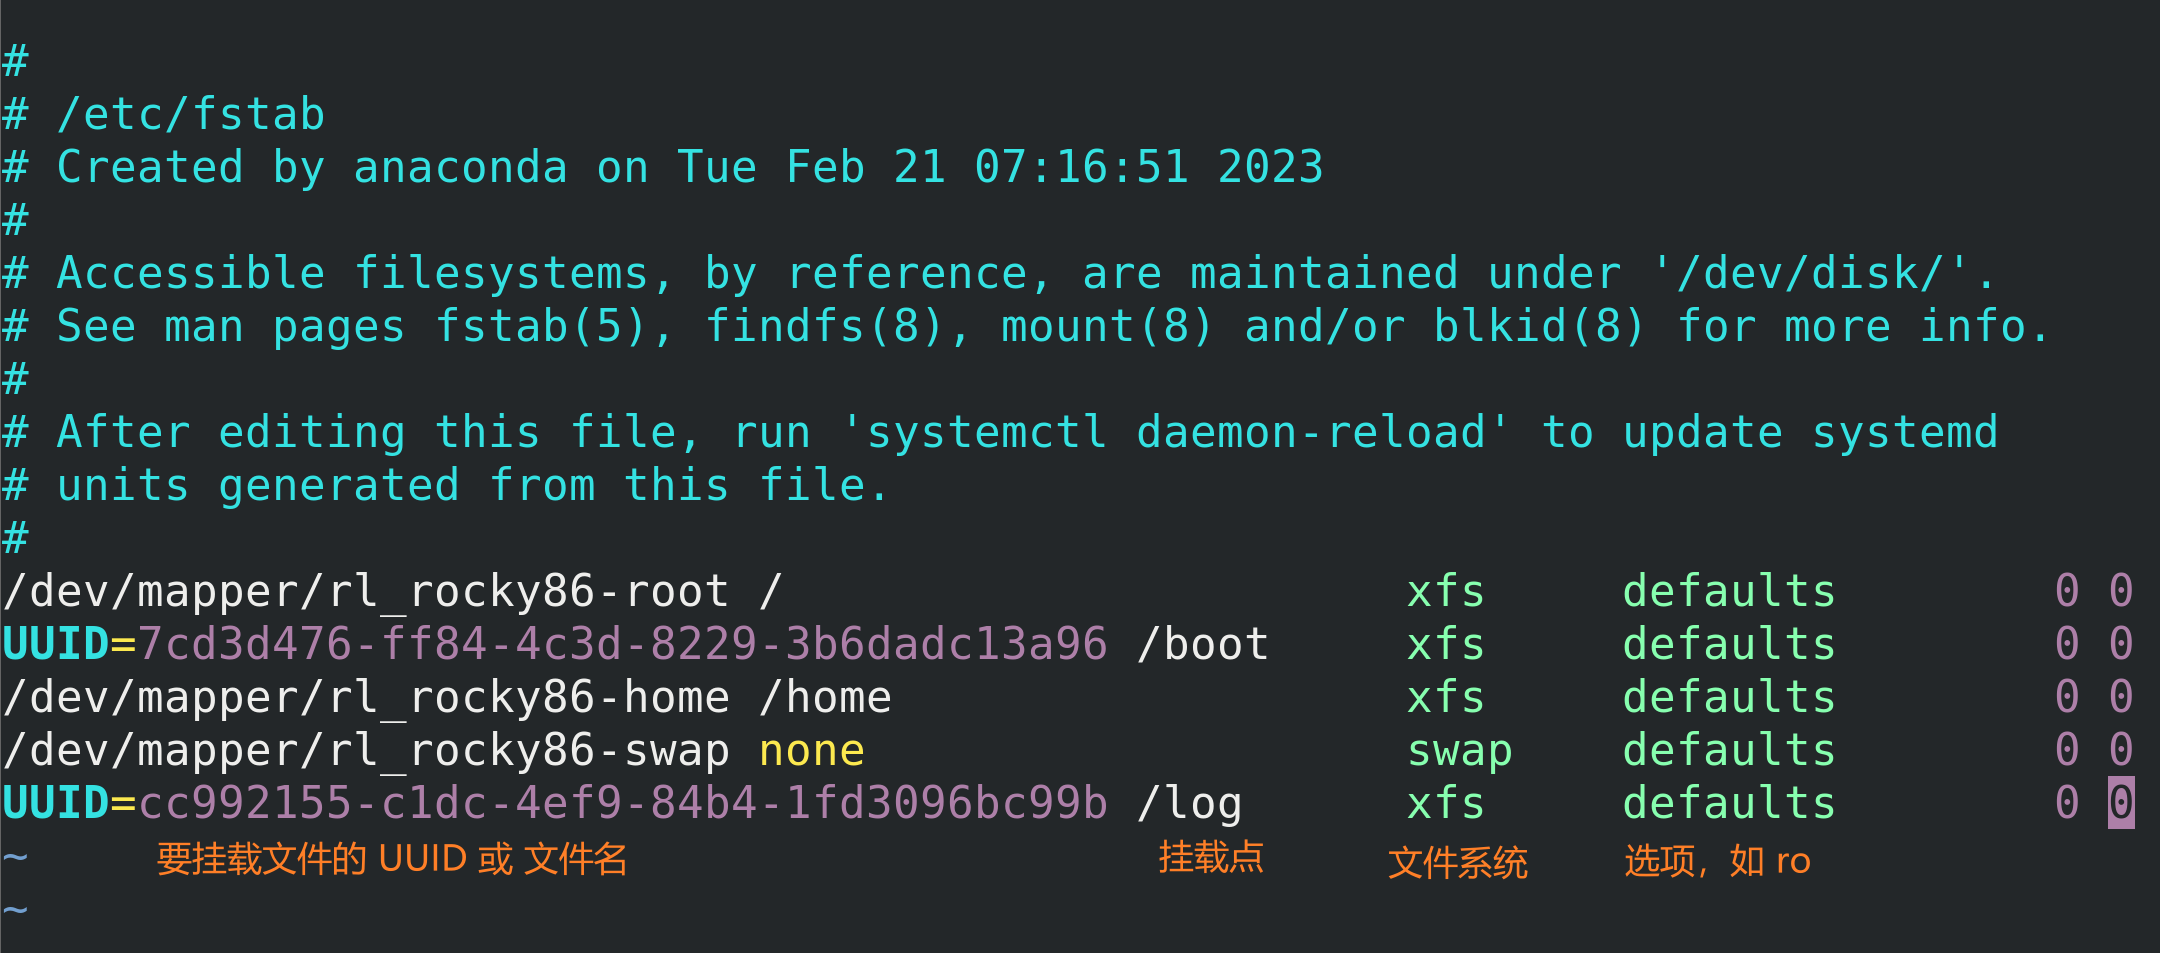 #
# /etc/fstab
# Created by anaconda on Tue Feb 21 07:16:51 2023
#
# Accessible filesystems, by reference, are maintained under '/dev/disk/'.
# See man pages fstab(5), findfs(8), mount(8) and/or blkid(8) for more info.
#
# After editing this file, run 'systemctl daemon-reload' to update systemd
# units generated from this file.
#
/dev/mapper/rl_rocky86-root / xfs defaults 0 0
UUID=7cd3d476-ff84-4c3d-8229-3b6dadc13a96 /boot xfs defaults 0 0
/dev/mapper/rl_rocky86-home /home xfs defaults 0 0
/dev/mapper/rl_rocky86-swap none swap defaults 0 0
UUID=cc992155-c1dc-4ef9-84b4-1fd3096bc99b /log xfs defaults 0 0
~ 要挂载文件的 UUID 或 文件名 挂载点 文件系统 选项，如 ro
~